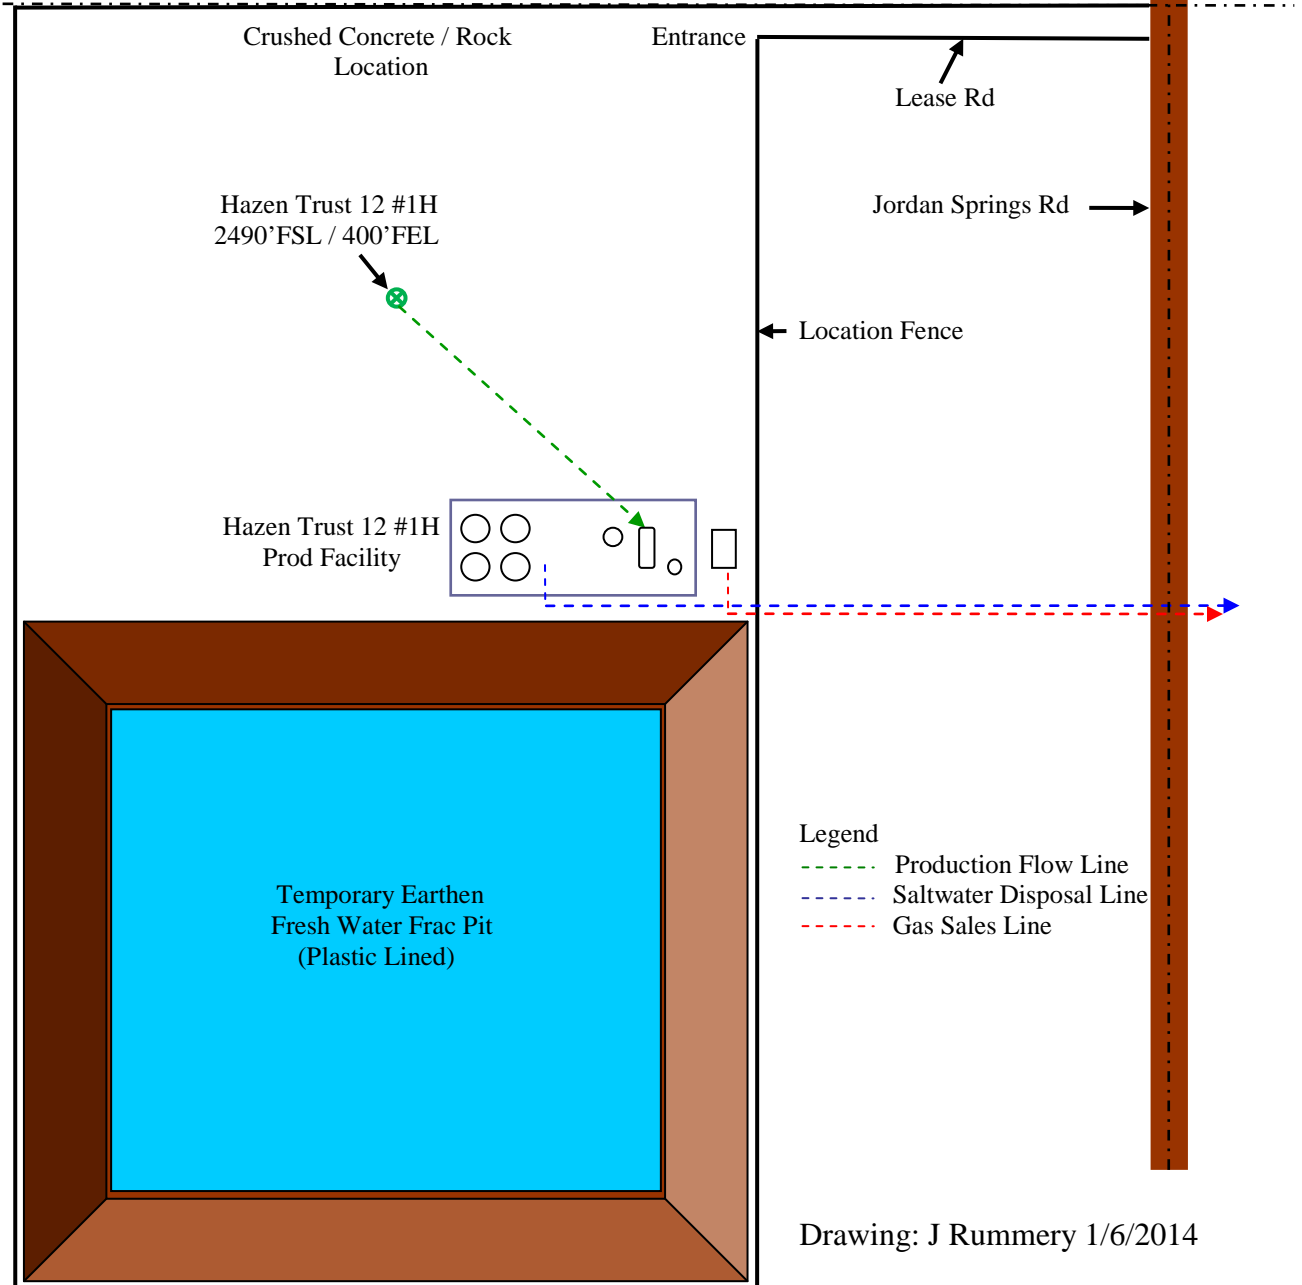 Crushed Concrete / Rock
Location
Entrance
Lease Rd
Hazen Trust 12 #1H
2490’FSL / 400’FEL
Jordan Springs Rd
Location Fence
Hazen Trust 12 #1H
Prod Facility
Temporary Earthen
Fresh Water Frac Pit
(Plastic Lined)
Legend
Production Flow Line
Saltwater Disposal Line
Gas Sales Line
Drawing: J Rummery 1/6/2014